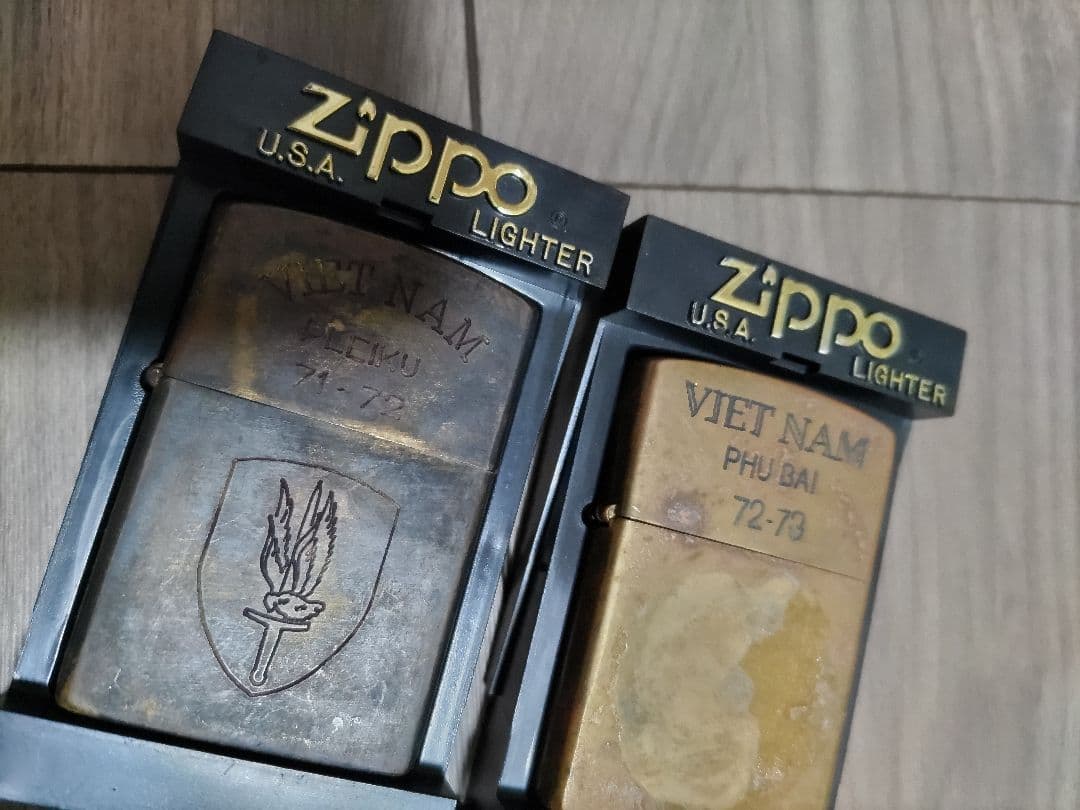 Zippo
U.S.A.
LIGHTER
VIET NAM
PLEIKU
71-72
Zippo
U.S.A.
LIGHTER
VIET NAM
PHU BAI
72-73